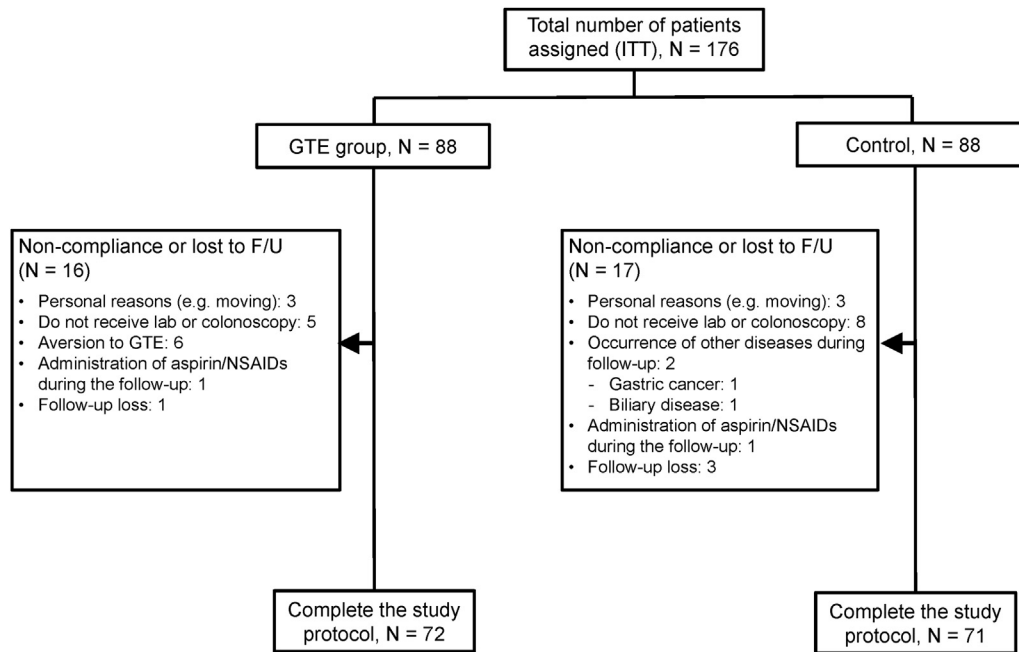 Total number of patients
assigned (ITT), N = 176
GTE group, N = 88
Control, N = 88
Non-compliance or lost to F/U
(N = 16)
• Personal reasons (e.g. moving): 3
• Do not receive lab or colonoscopy: 5
• Aversion to GTE: 6
• Administration of aspirin/NSAIDs
during the follow-up: 1
• Follow-up loss: 1
Non-compliance or lost to F/U
(N = 17)
• Personal reasons (e.g. moving): 3
• Do not receive lab or colonoscopy: 8
• Occurrence of other diseases during
follow-up: 2
- Gastric cancer: 1
- Biliary disease: 1
• Administration of aspirin/NSAIDs
during the follow-up: 1
• Follow-up loss: 3
Complete the study
protocol, N = 72
Complete the study
protocol, N = 71